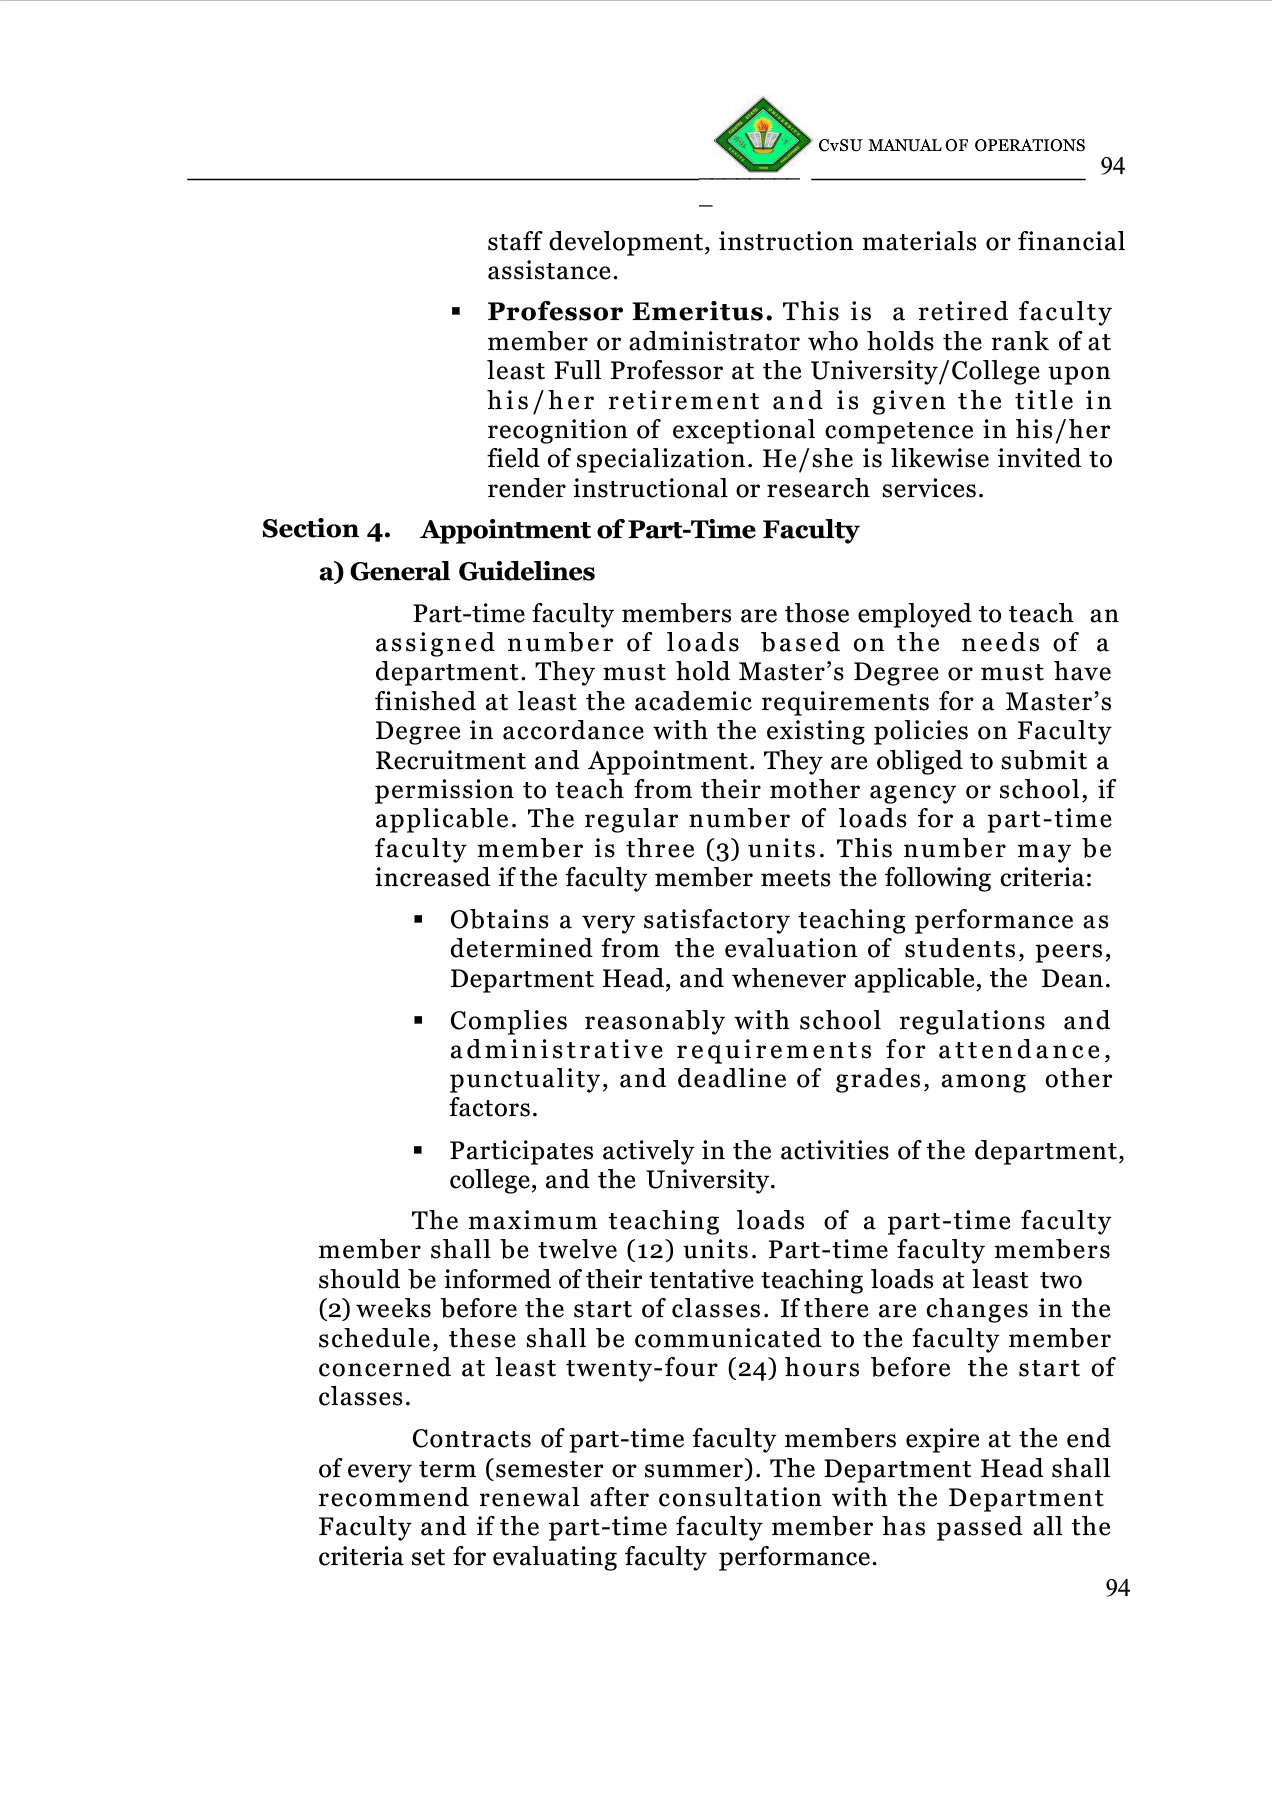 CvSU MANUAL OF OPERATIONS
94
staff development, instruction materials or financial
assistance.
▪ Professor Emeritus. This is a retired faculty
member or administrator who holds the rank of at
least Full Professor at the University/College upon
his/her retirement and is given the title in
recognition of exceptional competence in his/her
field of specialization. He/she is likewise invited to
render instructional or research services.
Section 4. Appointment of Part-Time Faculty
a) General Guidelines
Part-time faculty members are those employed to teach an
assigned number of loads based on the needs of a
department. They must hold Master’s Degree or must have
finished at least the academic requirements for a Master’s
Degree in accordance with the existing policies on Faculty
Recruitment and Appointment. They are obliged to submit a
permission to teach from their mother agency or school, if
applicable. The regular number of loads for a part-time
faculty member is three (3) units. This number may be
increased if the faculty member meets the following criteria:
▪ Obtains a very satisfactory teaching performance as
determined from the evaluation of students, peers,
Department Head, and whenever applicable, the Dean.
▪ Complies reasonably with school regulations and
administrative requirements for attendance,
punctuality, and deadline of grades, among other
factors.
▪ Participates actively in the activities of the department,
college, and the University.
The maximum teaching loads of a part-time faculty
member shall be twelve (12) units. Part-time faculty members
should be informed of their tentative teaching loads at least two
(2) weeks before the start of classes. If there are changes in the
schedule, these shall be communicated to the faculty member
concerned at least twenty-four (24) hours before the start of
classes.
Contracts of part-time faculty members expire at the end
of every term (semester or summer). The Department Head shall
recommend renewal after consultation with the Department
Faculty and if the part-time faculty member has passed all the
criteria set for evaluating faculty performance.
94